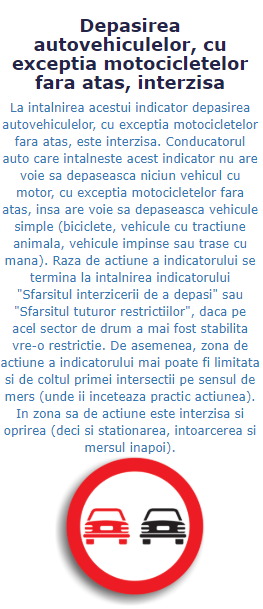 Depasirea
autovehiculelor, cu
exceptia motocicletelor
fara atas, interzisa
La intalnirea acestui indicator depasirea
autovehiculelor, cu exceptia motocicletelor
fara atas, este interzisa. Conducatorul
auto care intalneste acest indicator nu are
voie sa depaseasca niciun vehicul cu
motor, cu exceptia motocicletelor fara
atas, insa are voie sa depaseasca vehicule
simple (biciclete, vehicule cu tractiune
animala, vehicule impinse sau trase cu
mana). Raza de actiune a indicatorului se
termina la intalnirea indicatorului
"Sfarsitul interzicerii de a depasi" sau
"Sfarsitul tuturor restrictiilor", daca pe
acel sector de drum a mai fost stabilita
vre-o restrictie. De asemenea, zona de
actiune a indicatorului mai poate fi limitata
si de coltul primei intersectii pe sensul de
mers (unde ii inceteaza practic actiunea).
In zona sa de actiune este interzisa si
oprirea (deci si stationarea, intoarcerea si
mersul inapoi).